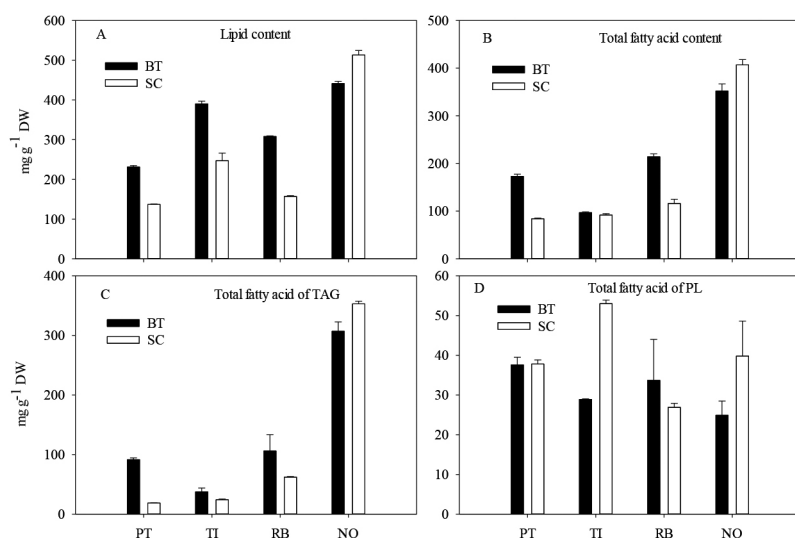 A Lipid content
BT
SC
600
500
400
300
200
100
0
mg g-1 DW
B Total fatty acid content
BT
SC
500
400
300
200
100
0
C Total fatty acid of TAG
BT
SC
400
300
200
100
0
mg g-1 DW
PT TI RB NO
D Total fatty acid of PL
BT
SC
60
50
40
30
20
10
0
PT TI RB NO